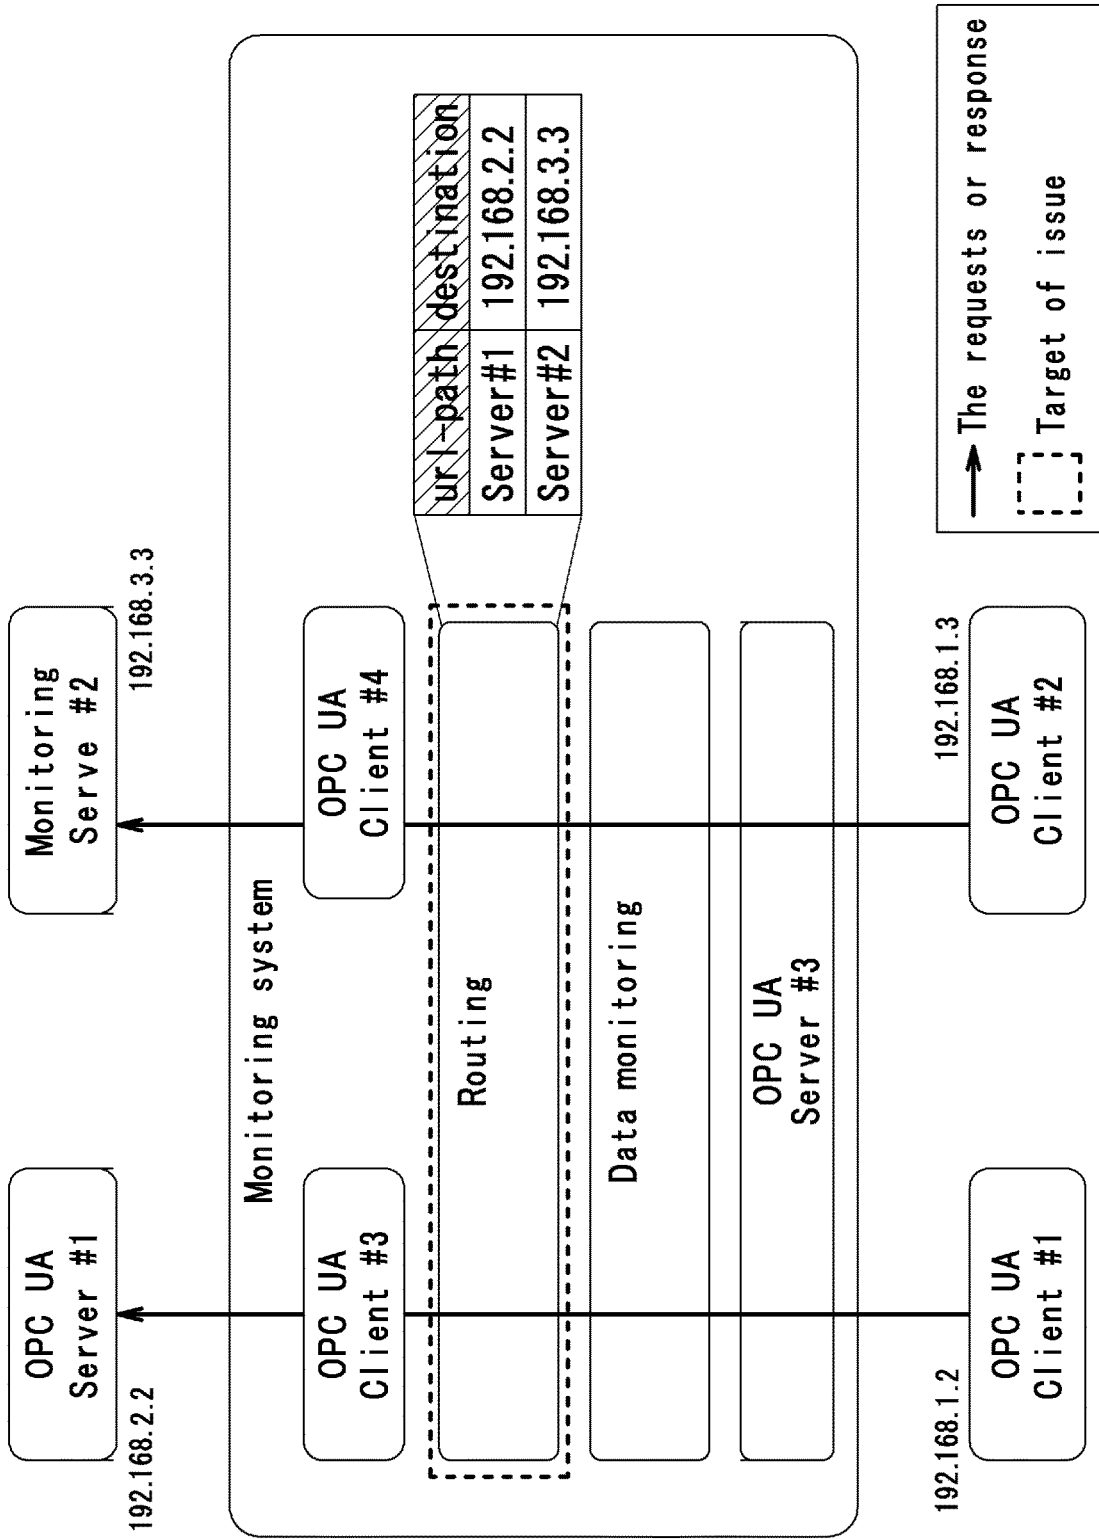 OPC UA
Server #1
192.168.2.2
Monitoring
Serve #2
192.168.3.3
Monitoring system
OPC UA
Client #3
OPC UA
Client #4
Routing
url-path destination
Server#1 192.168.2.2
Server#2 192.168.3.3
Data monitoring
OPC UA
Server #3
192.168.1.2
OPC UA
Client #1
192.168.1.3
OPC UA
Client #2
The requests or response
Target of issue